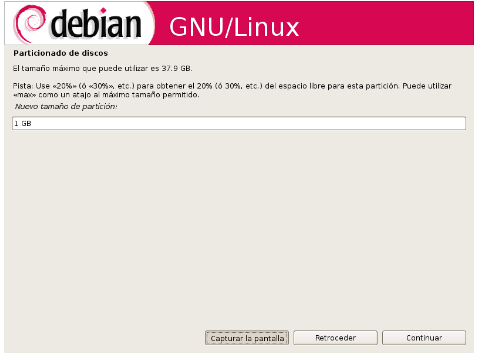 debian GNU/Linux
Particionado de discos
El tamaño máximo que puede utilizar es 37.9 GB.
Pista: Use «20%» (ó «30%», etc.) para obtener el 20% (ó 30%, etc.) del espacio libre para esta partición. Puede utilizar
«max» como un atajo al máximo tamaño permitido.
Nuevo tamaño de partición:
1 GB
Capturar la pantalla Retroceder Continuar